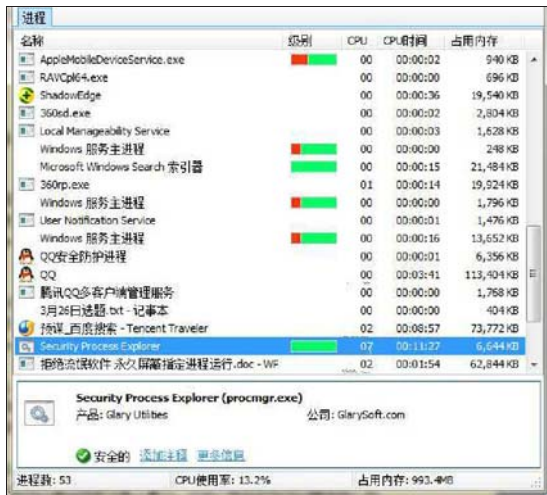 进程
名称 级别 CPU CPU时间 占用内存
AppleMobileDeviceService.exe 00 00:00:02 940 KB
RAVCpl64.exe 00 00:00:00 696 KB
ShadowEdge 00 00:00:36 19,540 KB
360sd.exe 00 00:00:02 2,804 KB
Local Manageability Service 00 00:00:03 1,628 KB
Windows 服务主进程 00 00:00:00 248 KB
Microsoft Windows Search 索引器 00 00:00:15 21,484 KB
360rp.exe 01 00:00:14 19,924 KB
Windows 服务主进程 00 00:00:00 1,796 KB
User Notification Service 00 00:00:01 1,476 KB
Windows 服务主进程 00 00:00:16 13,652 KB
QQ安全防护进程 00 00:00:01 6,356 KB
QQ 00 00:03:41 113,404 KB
腾讯QQ多客户端管理服务 00 00:00:00 1,768 KB
3月26日选题.txt - 记事本 00 00:00:00 404 KB
预谋_百度搜索 - Tencent Traveler 02 00:08:57 73,772 KB
Security Process Explorer 07 00:11:27 6,644 KB
拒绝流氓软件 永久屏蔽指定进程运行.doc - WF 02 00:01:54 62,844 KB
Security Process Explorer (procmgr.exe)
产品: Glary Utilities 公司: GlarySoft.com
安全的 添加注释 更多信息
进程数: 53 CPU使用率: 13.2% 占用内存: 993.4MB